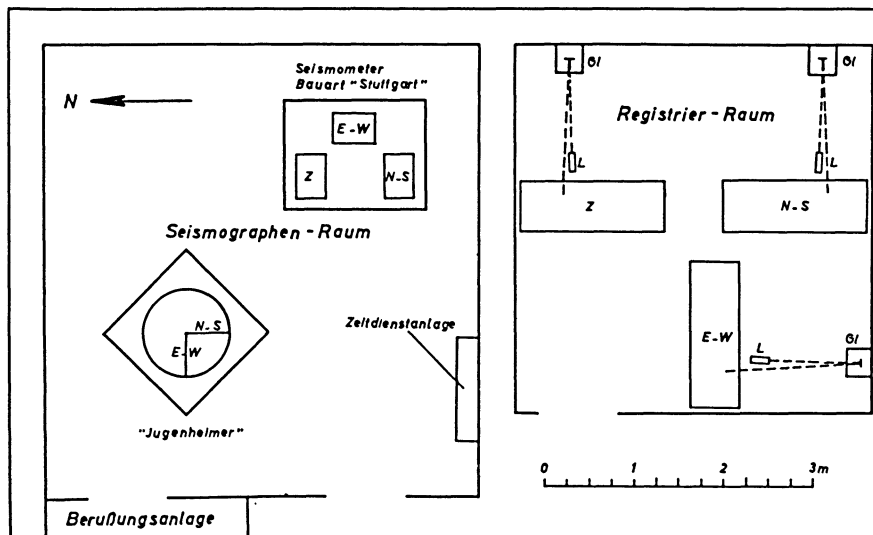 Seismometer
Bauart "Stuttgart"
N
E-W
Z
N-S
Seismographen-Raum
N-S
E-W
"Jugenheimer"
Zeitdienstanlage
Berußungsanlage
Gl
Gl
Registrier-Raum
L
L
Z
N-S
E-W
L
Gl
0 1 2 3m